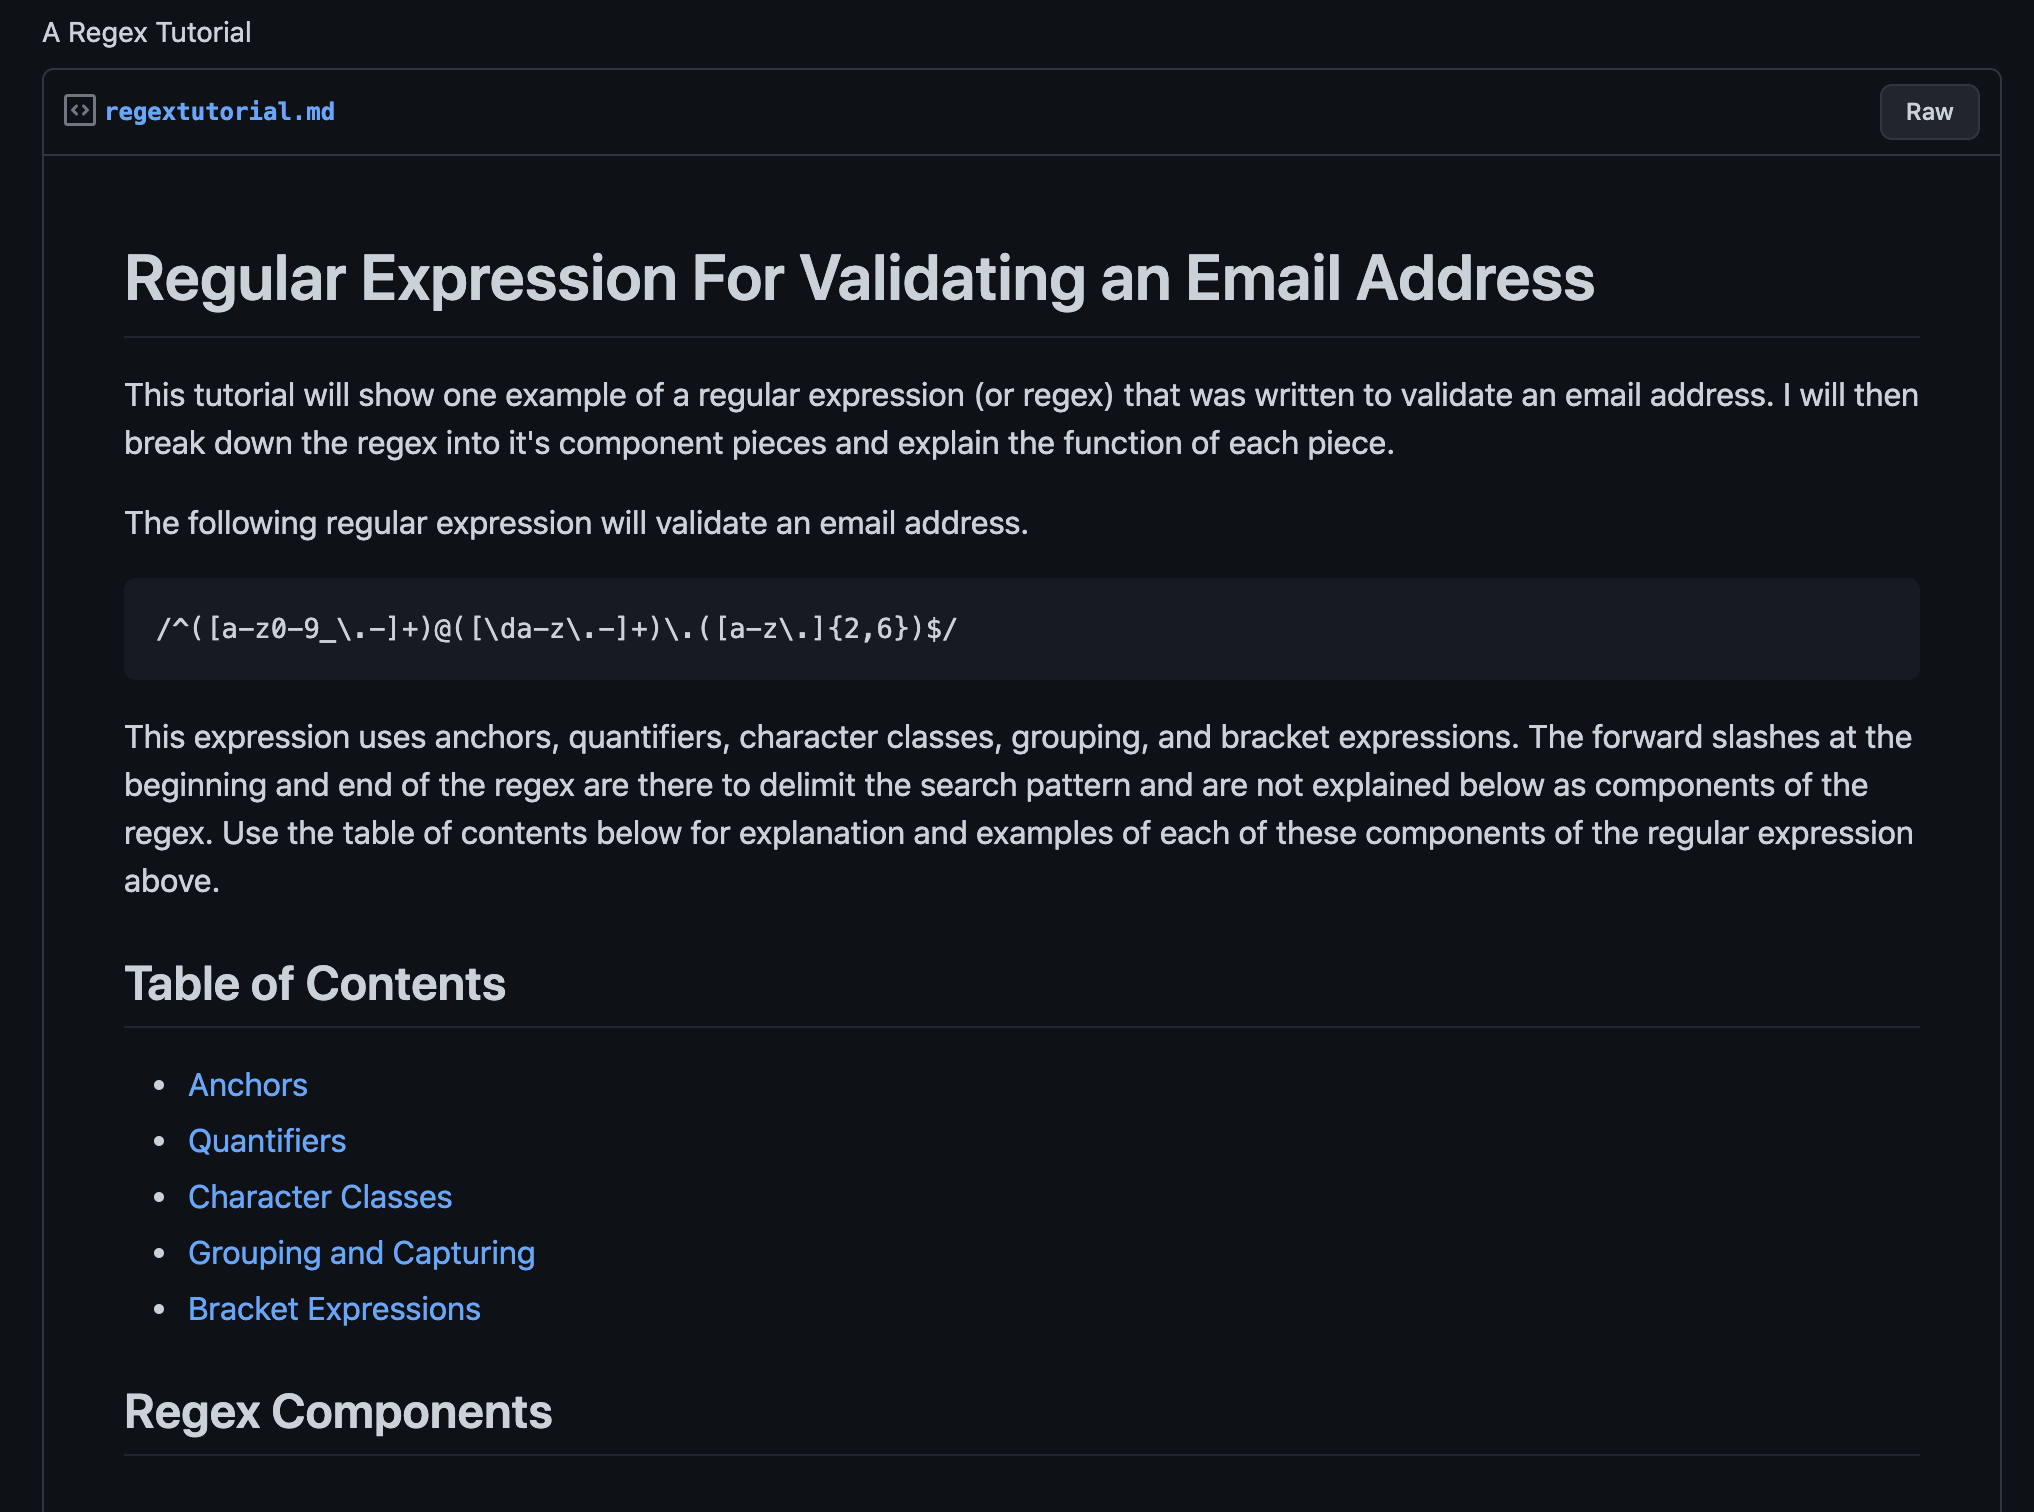 A Regex Tutorial
regextutorial.md
Raw
Regular Expression For Validating an Email Address
This tutorial will show one example of a regular expression (or regex) that was written to validate an email address. I will then
break down the regex into it's component pieces and explain the function of each piece.
The following regular expression will validate an email address.
/^([a-z0-9_\.-]+)@([\da-z\.-]+)\.([a-z\.]{2,6})$/
This expression uses anchors, quantifiers, character classes, grouping, and bracket expressions. The forward slashes at the
beginning and end of the regex are there to delimit the search pattern and are not explained below as components of the
regex. Use the table of contents below for explanation and examples of each of these components of the regular expression
above.
Table of Contents
• Anchors
• Quantifiers
• Character Classes
• Grouping and Capturing
• Bracket Expressions
Regex Components